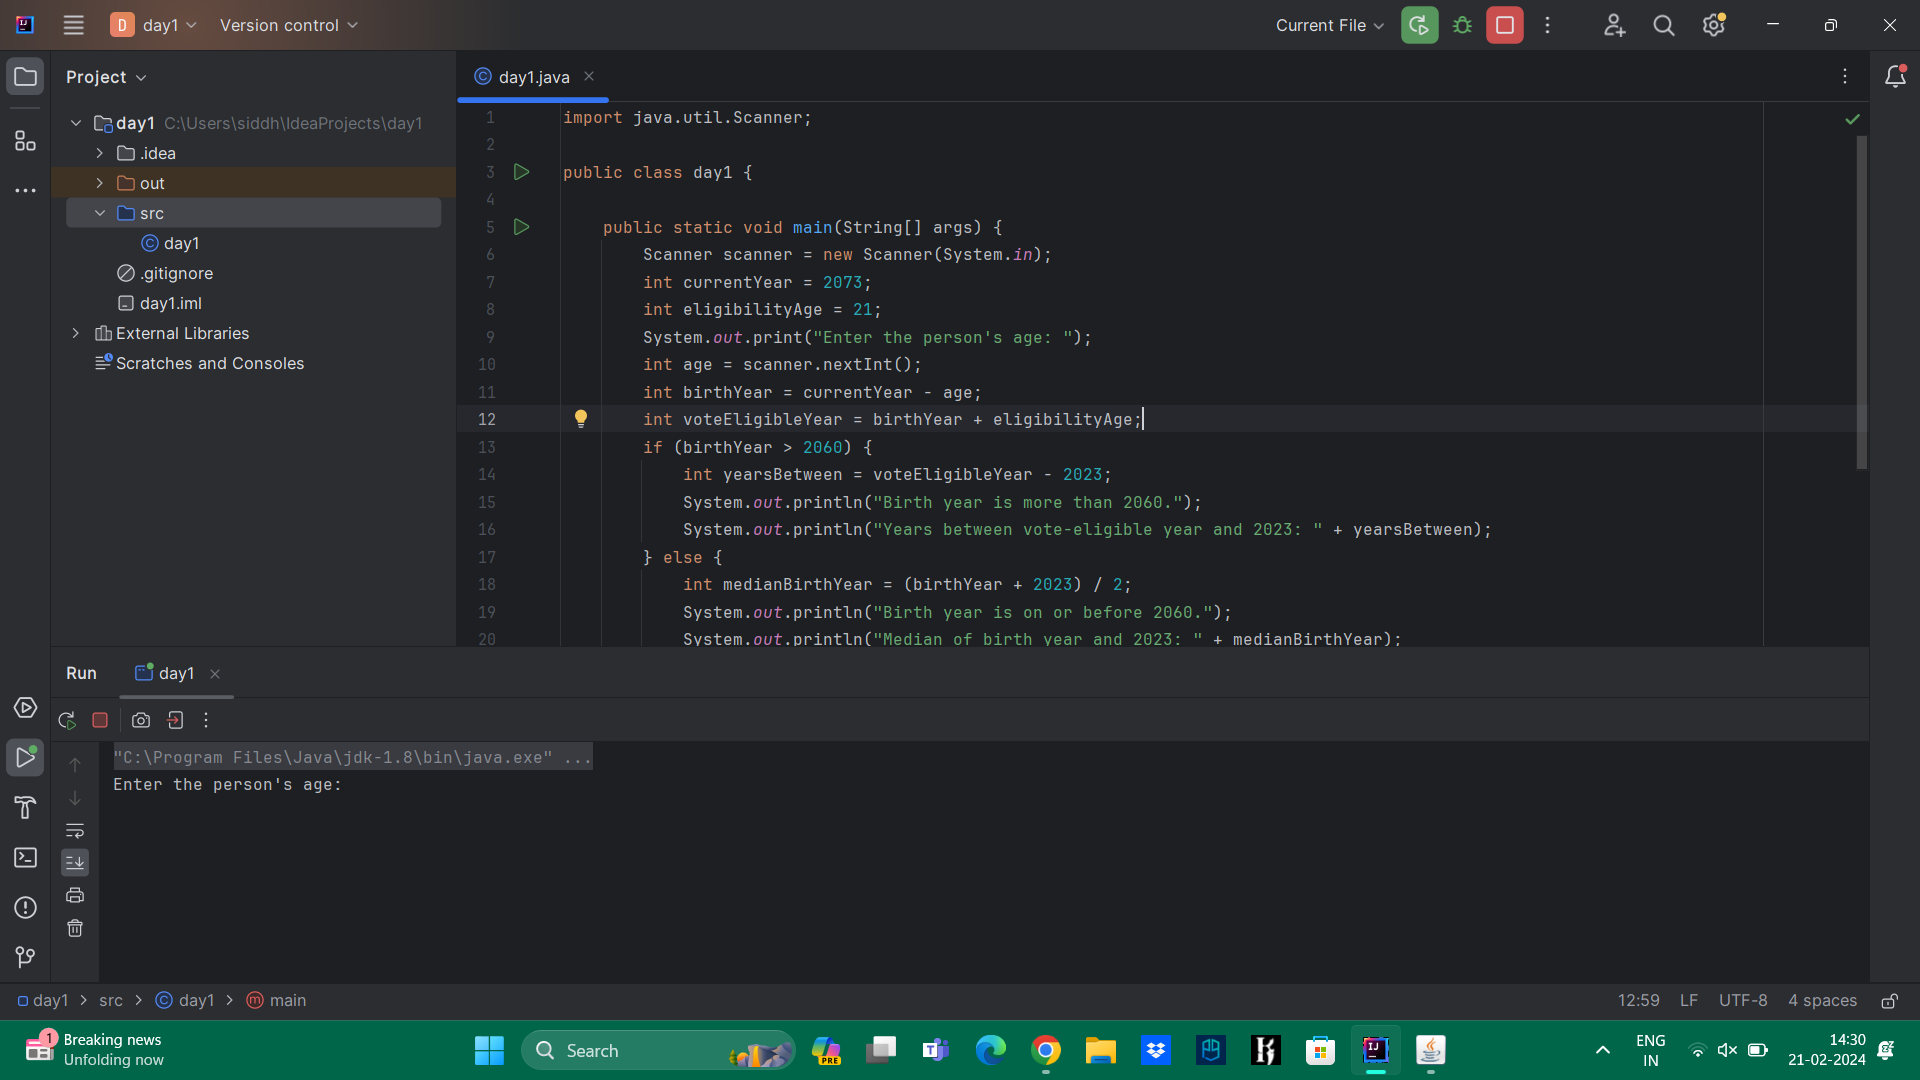 D day1 Version control Current File
Project
day1.java
day1 C:\Users\siddh\IdeaProjects\day1
.idea
out
src
day1
.gitignore
day1.iml
External Libraries
Scratches and Consoles
1 import java.util.Scanner;
2
3 public class day1 {
4
5 public static void main(String[] args) {
6 Scanner scanner = new Scanner(System.in);
7 int currentYear = 2073;
8 int eligibilityAge = 21;
9 System.out.print("Enter the person's age: ");
10 int age = scanner.nextInt();
11 int birthYear = currentYear - age;
12 int voteEligibleYear = birthYear + eligibilityAge;
13 if (birthYear > 2060) {
14 int yearsBetween = voteEligibleYear - 2023;
15 System.out.println("Birth year is more than 2060.");
16 System.out.println("Years between vote-eligible year and 2023: " + yearsBetween);
17 } else {
18 int medianBirthYear = (birthYear + 2023) / 2;
19 System.out.println("Birth year is on or before 2060.");
20 System.out.println("Median of birth year and 2023: " + medianBirthYear);
Run day1
"C:\Program Files\Java\jdk-1.8\bin\java.exe" ...
Enter the person's age:
day1 > src > day1 > main 12:59 LF UTF-8 4 spaces
1 Breaking news
Unfolding now
Search
PRE
ENG
IN
14:30
21-02-2024